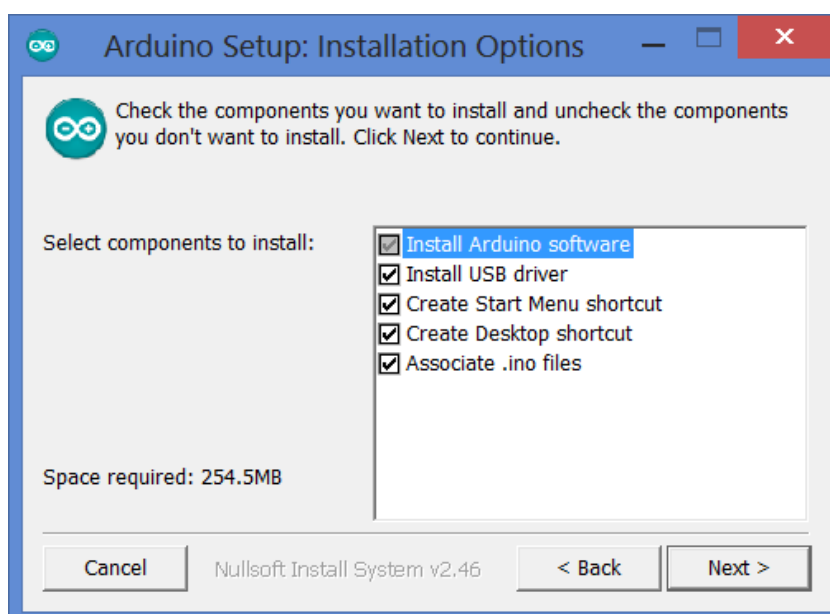 Arduino Setup: Installation Options
Check the components you want to install and uncheck the components
you don't want to install. Click Next to continue.
Select components to install:
Install Arduino software
Install USB driver
Create Start Menu shortcut
Create Desktop shortcut
Associate .ino files
Space required: 254.5MB
Cancel
Nullsoft Install System v2.46
< Back
Next >